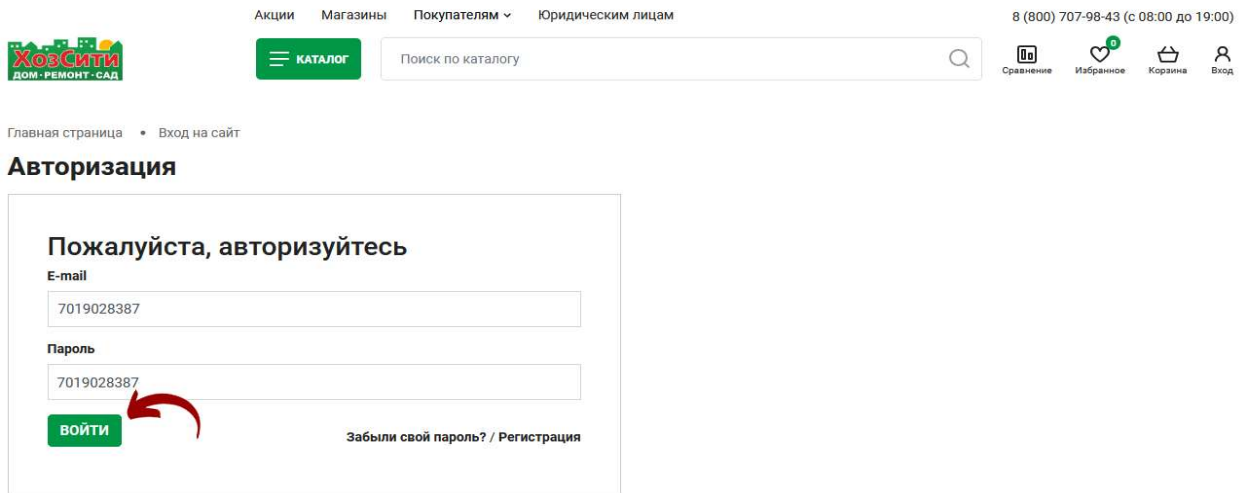 Акции Магазины Покупателям Юридическим лицам 8 (800) 707-98-43 (с 08:00 до 19:00)
ХозСити
ДОМ·РЕМОНТ·САД
КАТАЛОГ
Поиск по каталогу
0
Сравнение Избранное Корзина Вход
Главная страница • Вход на сайт
Авторизация
Пожалуйста, авторизуйтесь
E-mail
7019028387
Пароль
7019028387
ВОЙТИ
Забыли свой пароль? / Регистрация